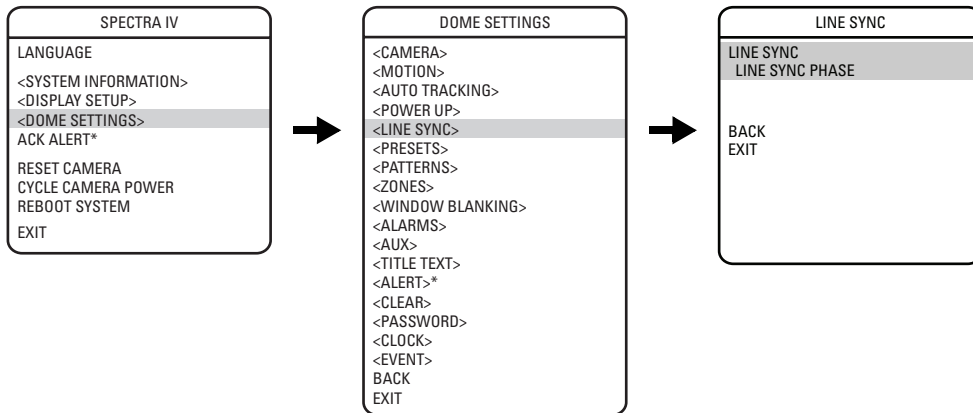 SPECTRA IV
LANGUAGE
<SYSTEM INFORMATION>
<DISPLAY SETUP>
<DOME SETTINGS>
ACK ALERT*
RESET CAMERA
CYCLE CAMERA POWER
REBOOT SYSTEM
EXIT
DOME SETTINGS
<CAMERA>
<MOTION>
<AUTO TRACKING>
<POWER UP>
<LINE SYNC>
<PRESETS>
<PATTERNS>
<ZONES>
<WINDOW BLANKING>
<ALARMS>
<AUX>
<TITLE TEXT>
<ALERT>*
<CLEAR>
<PASSWORD>
<CLOCK>
<EVENT>
BACK
EXIT
LINE SYNC
LINE SYNC
LINE SYNC PHASE
BACK
EXIT